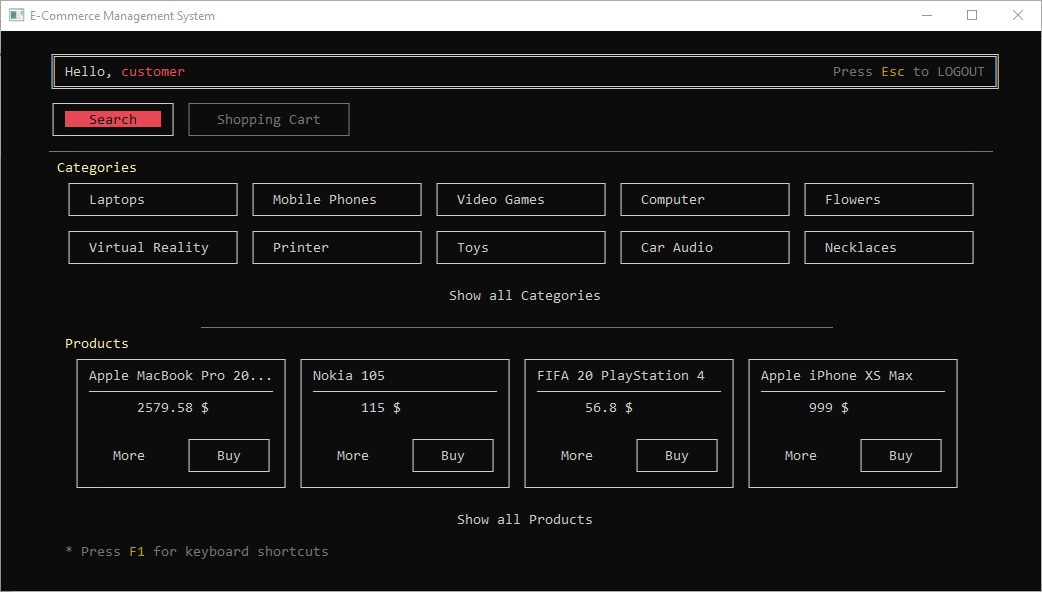 E-Commerce Management System
Hello, customer Press Esc to LOGOUT
Search Shopping Cart
Categories
Laptops Mobile Phones Video Games Computer Flowers
Virtual Reality Printer Toys Car Audio Necklaces
Show all Categories
Products
Apple MacBook Pro 20... Nokia 105 FIFA 20 PlayStation 4 Apple iPhone XS Max
2579.58 $ 115 $ 56.8 $ 999 $
More Buy More Buy More Buy More Buy
Show all Products
* Press F1 for keyboard shortcuts